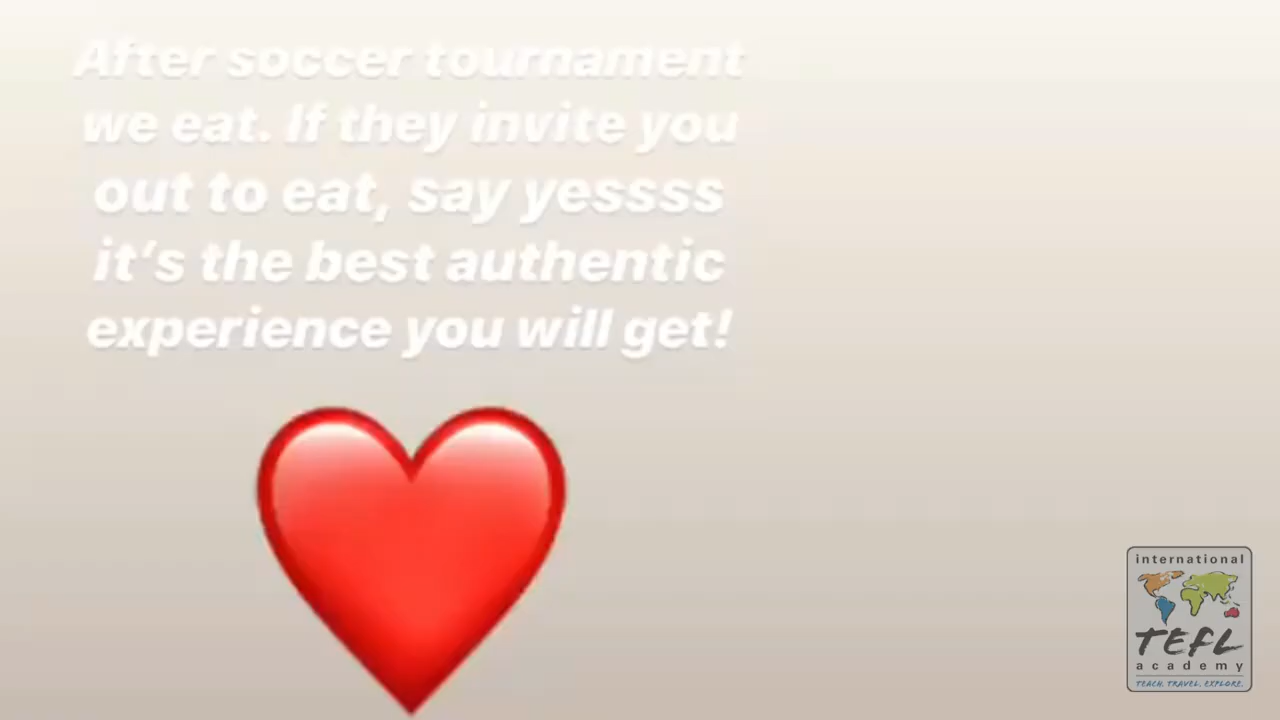 After soccer tournament
we eat. If they invite you
out to eat, say yessss
it’s the best authentic
experience you will get!
international
TEFL
academy
TEACH. TRAVEL. EXPLORE.